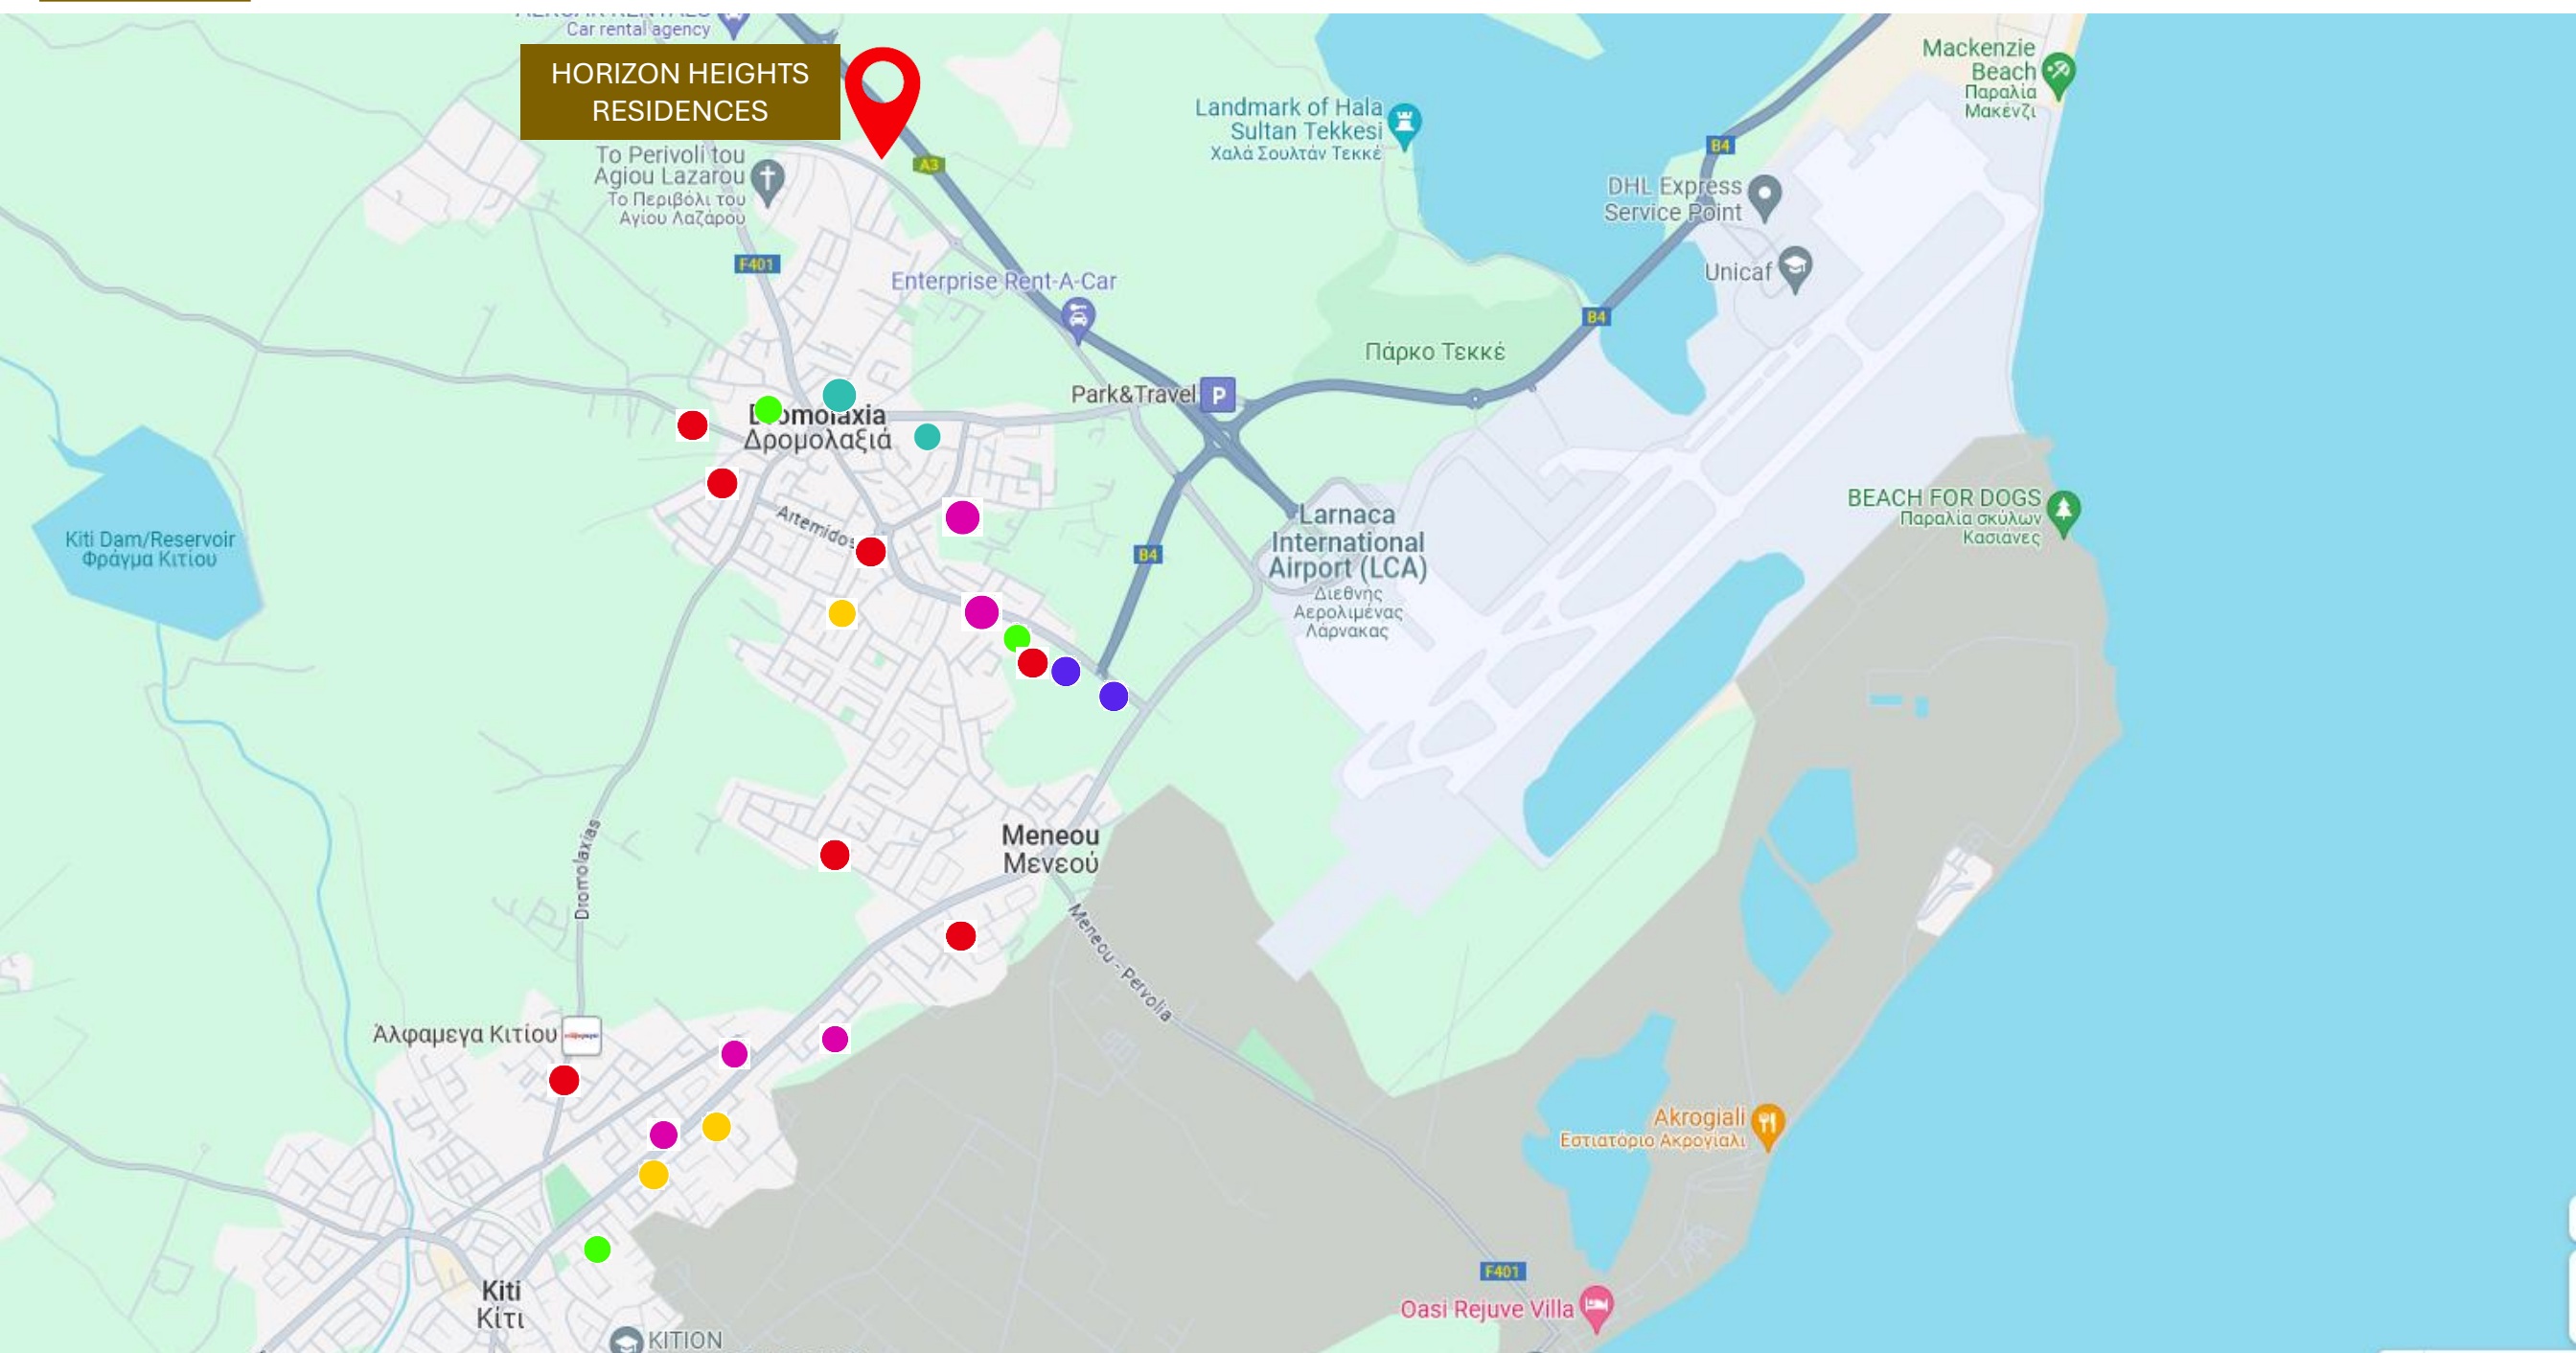 AEKCAR RENTALS
Car rental agency
HORIZON HEIGHTS
RESIDENCES
A3
To Perivoli tou
Agiou Lazarou
Το Περιβόλι του
Αγίου Λαζάρου
F401
Enterprise Rent-A-Car
Landmark of Hala
Sultan Tekkesi
Χαλά Σουλτάν Τεκκέ
Mackenzie
Beach
Παραλία
Μακένζι
B4
DHL Express
Service Point
Unicaf
B4
Πάρκο Τεκκέ
Park&Travel
P
Dromolaxia
Δρομολαξιά
Artemidos
Kiti Dam/Reservoir
Φράγμα Κιτίου
B4
Larnaca
International
Airport (LCA)
Διεθνής
Αερολιμένας
Λάρνακας
BEACH FOR DOGS
Παραλία σκύλων
Κασιάνες
Dromolaxias
Meneou
Μενεού
Meneou - Pervolia
Άλφαμεγα Κιτίου
Akrogiali
Εστιατόριο Ακρογιάλι
F401
Oasi Rejuve Villa
Kiti
Κίτι
KITION